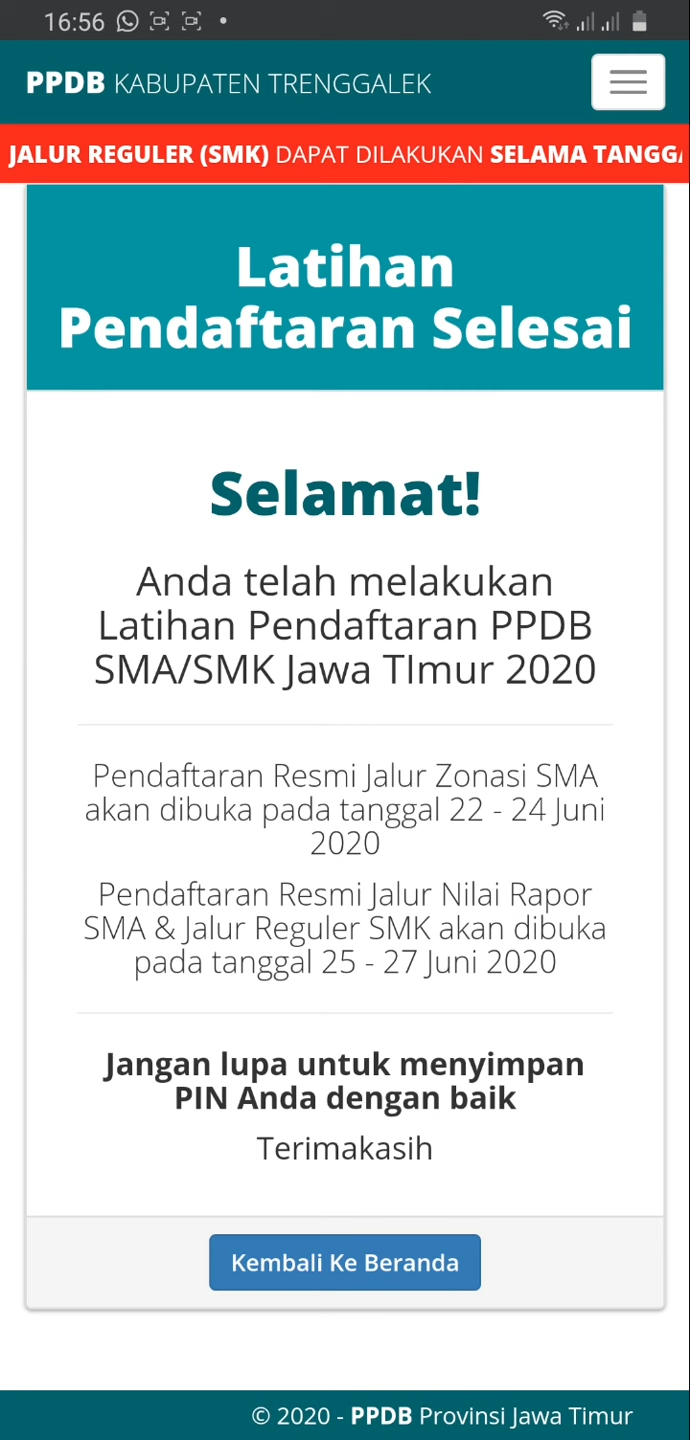 16:56
PPDB KABUPATEN TRENGGALEK
JALUR REGULER (SMK) DAPAT DILAKUKAN SELAMA TANGGA
Latihan
Pendaftaran Selesai
Selamat!
Anda telah melakukan
Latihan Pendaftaran PPDB
SMA/SMK Jawa TImur 2020
Pendaftaran Resmi Jalur Zonasi SMA
akan dibuka pada tanggal 22 - 24 Juni
2020
Pendaftaran Resmi Jalur Nilai Rapor
SMA & Jalur Reguler SMK akan dibuka
pada tanggal 25 - 27 Juni 2020
Jangan lupa untuk menyimpan
PIN Anda dengan baik
Terimakasih
Kembali Ke Beranda
© 2020 - PPDB Provinsi Jawa Timur